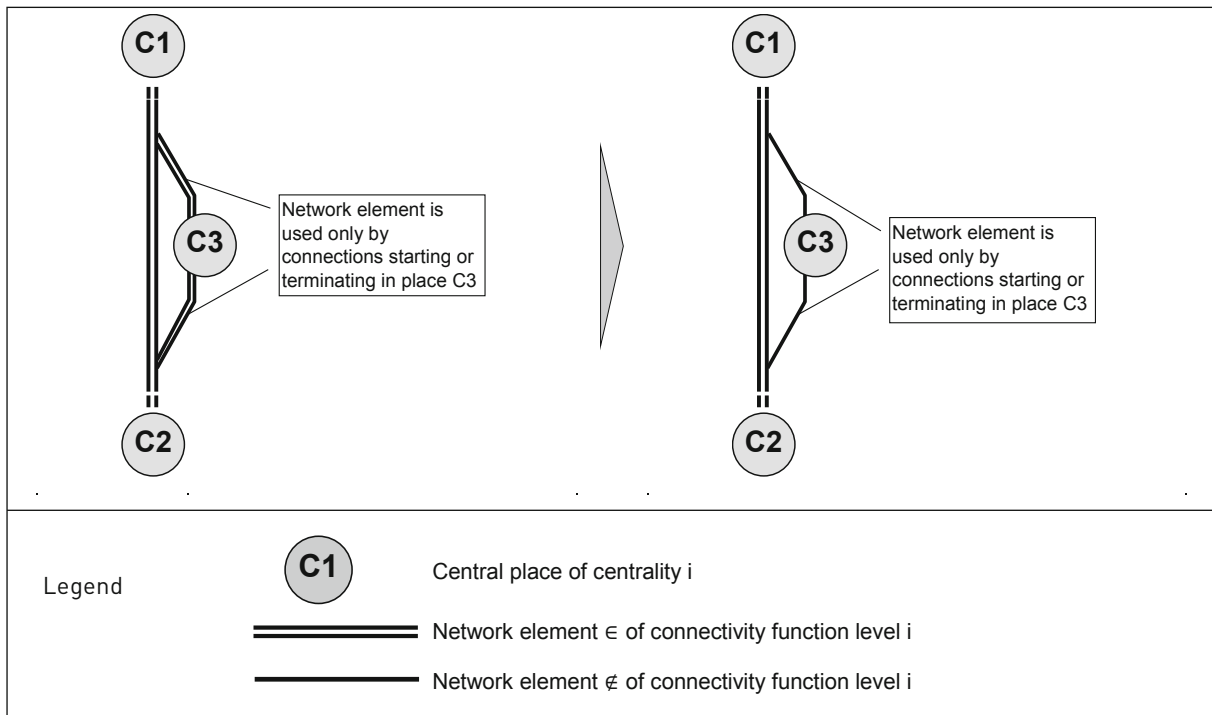 C1
C1
Network element is
used only by
connections starting or
terminating in place C3
C3
Network element is
used only by
connections starting or
terminating in place C3
C3
C2
C2
Legend
C1
Central place of centrality i
Network element ∈ of connectivity function level i
Network element ∉ of connectivity function level i